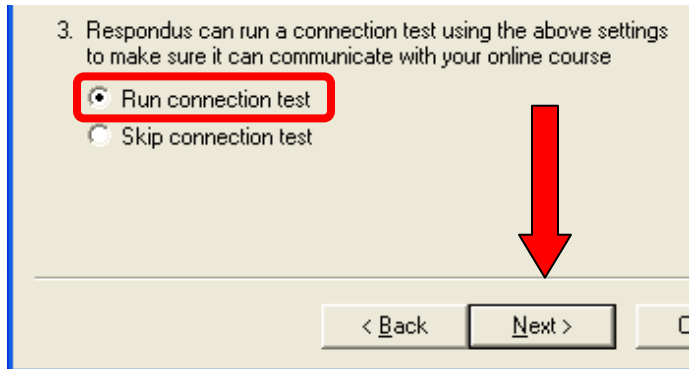 3. Respondus can run a connection test using the above settings
to make sure it can communicate with your online course
Run connection test
Skip connection test
< Back
Next >